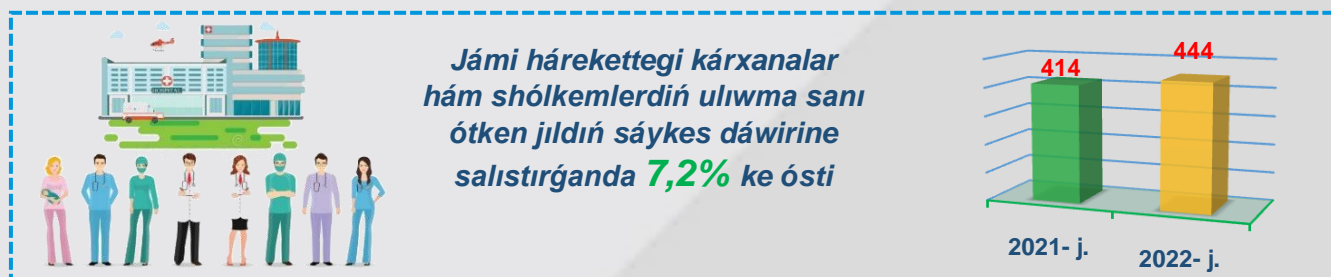 HOSPITAL
Jámi hárekettegi kárxanalar
hám shólkemlerdiń ulıwma sanı
ótken jıldıń sáykes dáwirine
salıstırǵanda 7,2% ke ósti
414
444
2021- j.
2022- j.